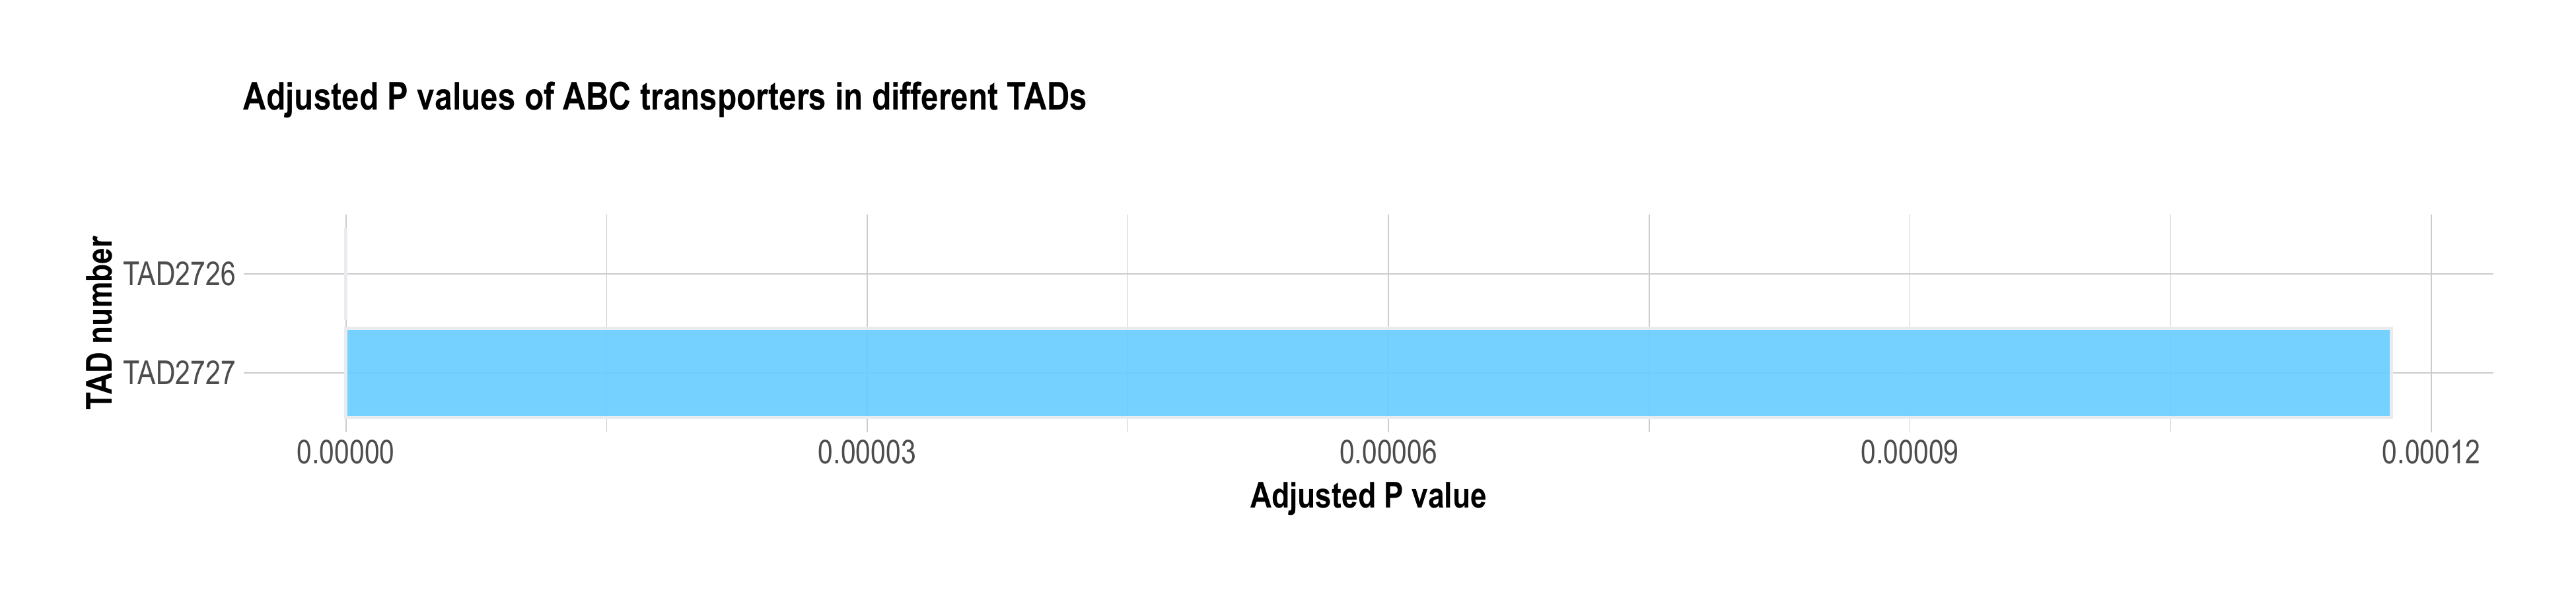 Adjusted P values of ABC transporters in different TADs
TAD number
TAD2726
TAD2727
0.00000
0.00003
0.00006
0.00009
0.00012
Adjusted P value